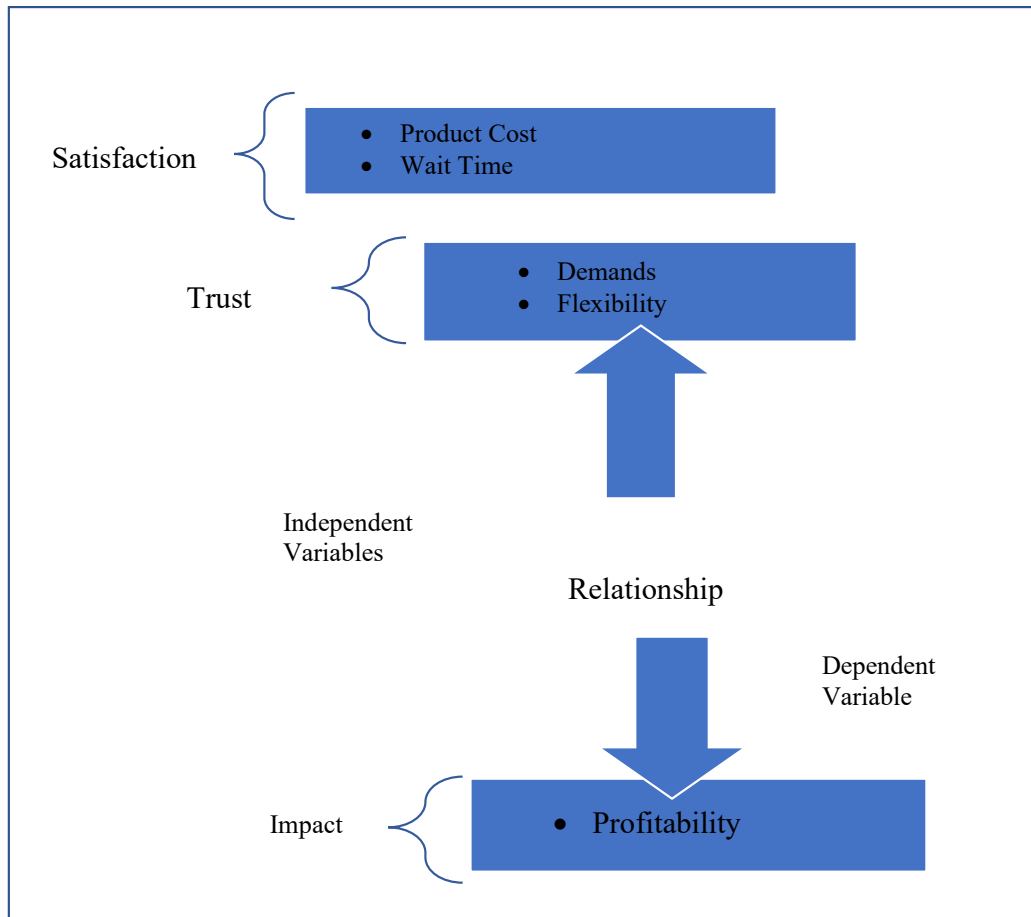 Satisfaction
• Product Cost
• Wait Time
Trust
• Demands
• Flexibility
Independent
Variables
Relationship
Dependent
Variable
Impact
• Profitability